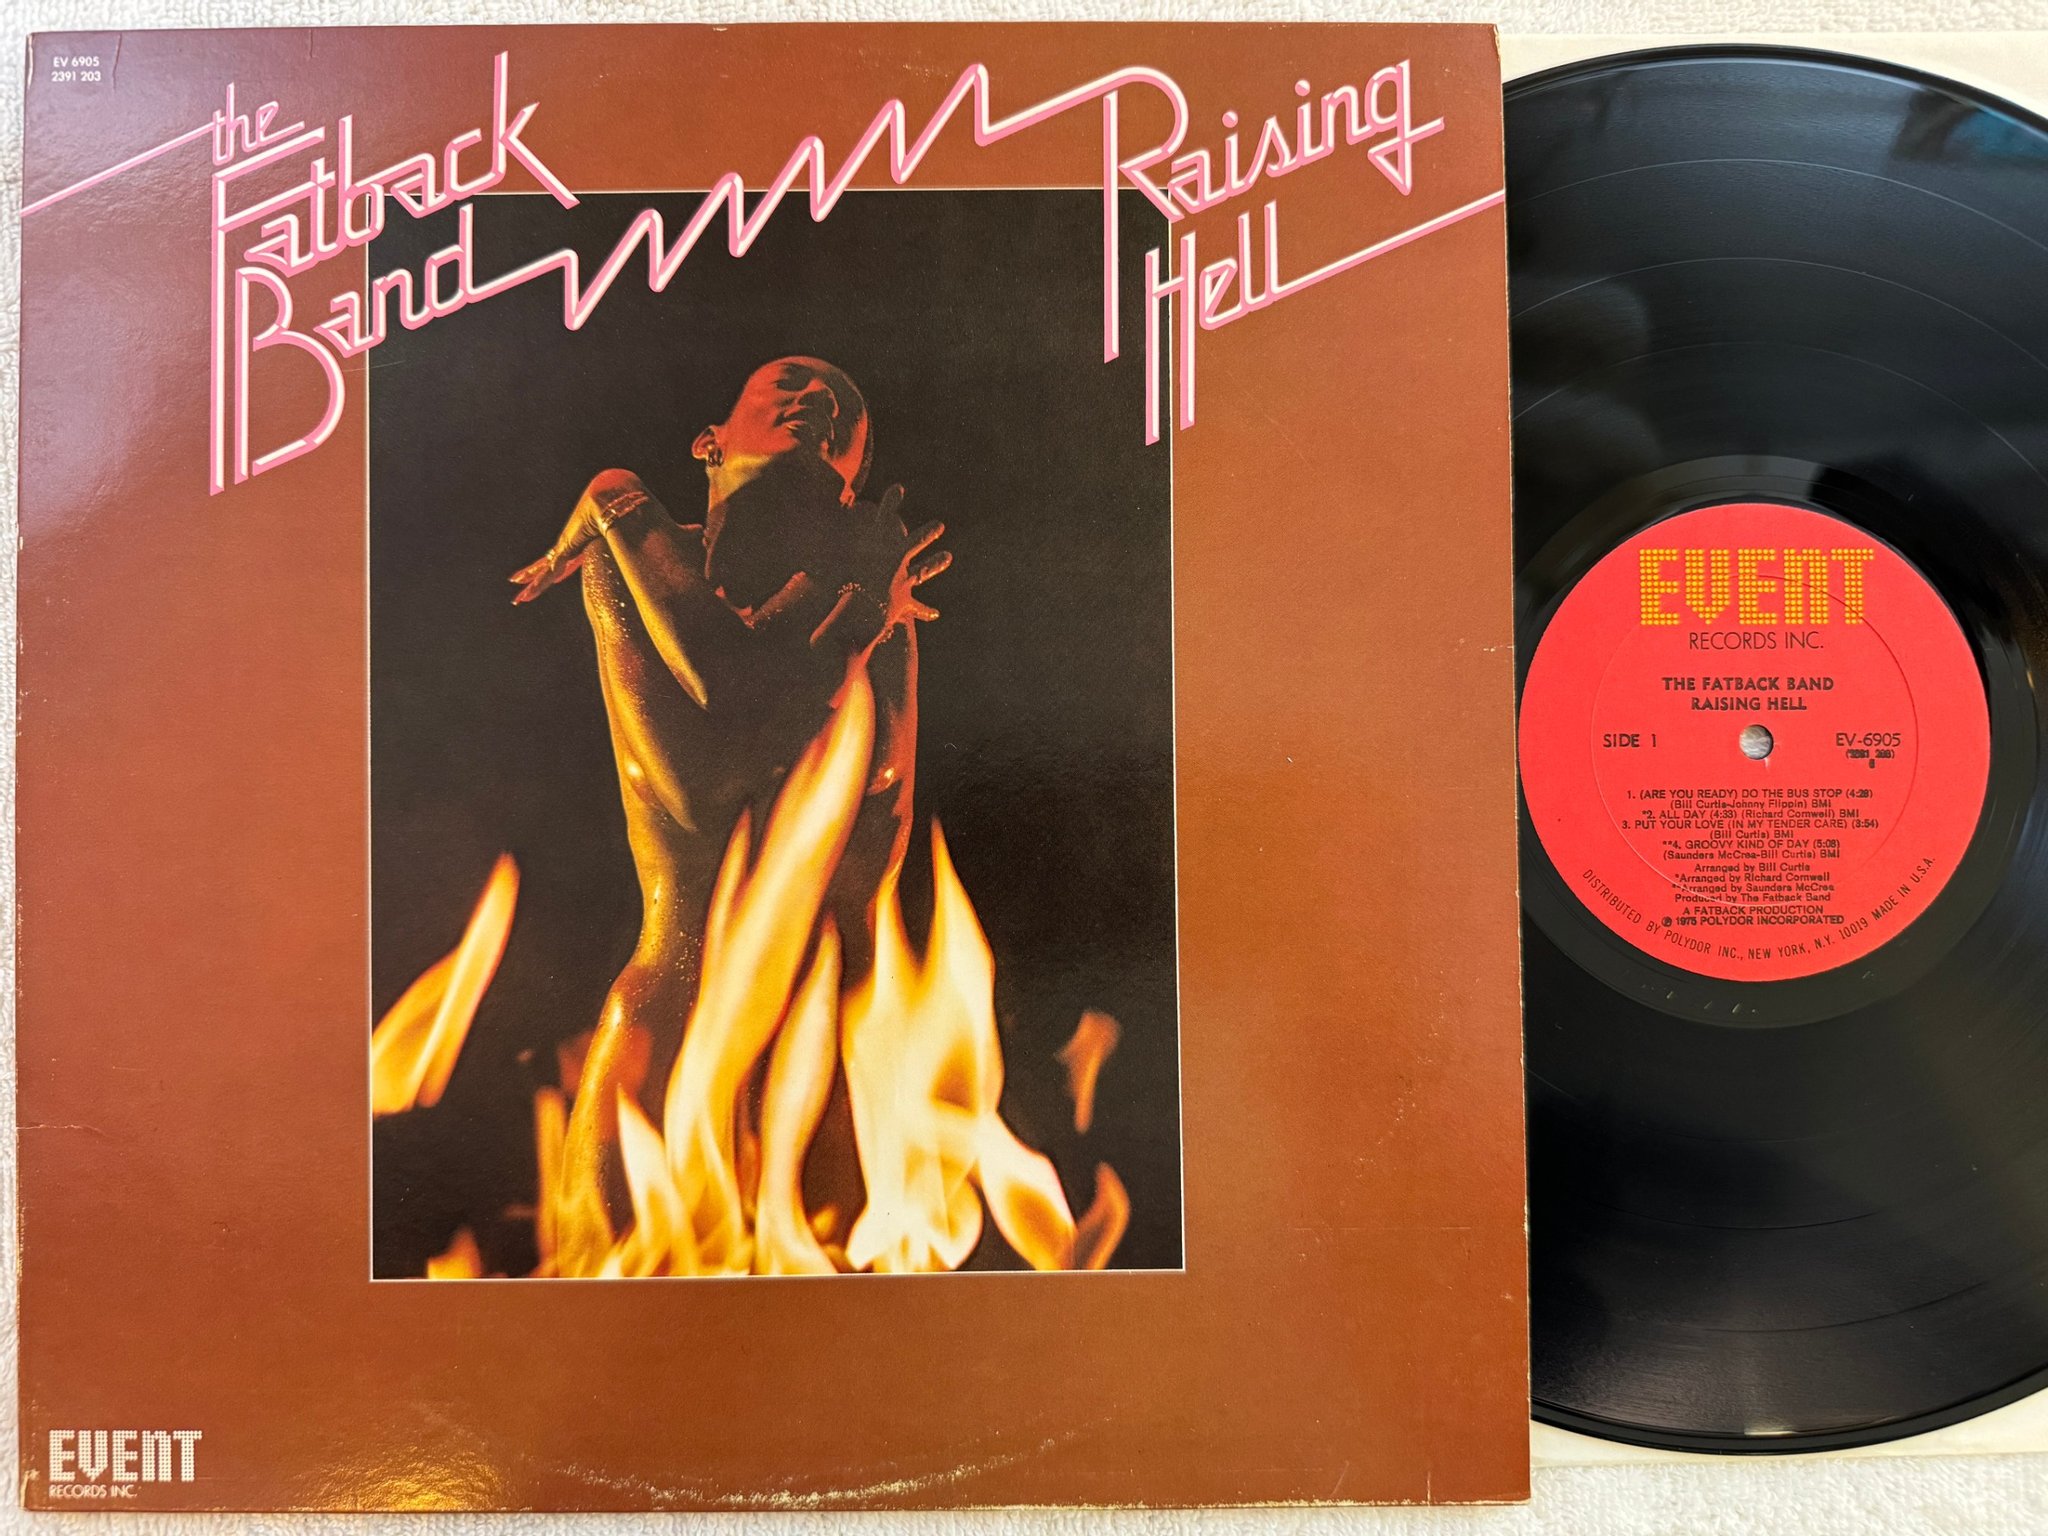 EV 6905
2391 203
the
Fatback
Band
Raising
Hell
EVENT
RECORDS INC.
EVENT
RECORDS INC.
THE FATBACK BAND
RAISING HELL
SIDE 1
EV-6905
(2391 203)
1. (ARE YOU READY) DO THE BUS STOP (4:28)
(Bill Curtis-Johnny Flippin) BMI
*2. ALL DAY (4:33) (Richard Cornwell) BMI
3. PUT YOUR LOVE (IN MY TENDER CARE) (3:54)
(Bill Curtis) BMI
**4. GROOVY KIND OF DAY (5:08)
(Saunders McCrea-Bill Curtis) BMI
Arranged by Bill Curtis
*Arranged by Richard Cornwell
**Arranged by Saunders McCrea
Produced by The Fatback Band
A FATBACK PRODUCTION
℗ 1975 POLYDOR INCORPORATED
DISTRIBUTED BY POLYDOR INC., NEW YORK, N.Y. 10019 MADE IN U.S.A.